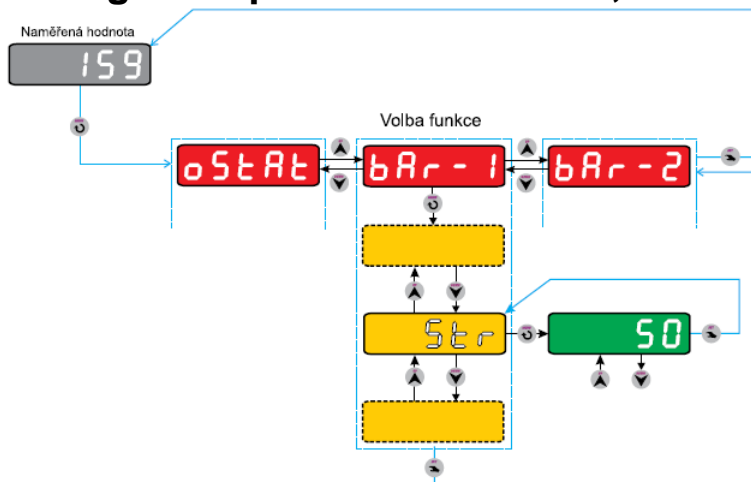 Naměřená hodnota
159
Volba funkce
oStAt
bAr-1
bAr-2
Str
50